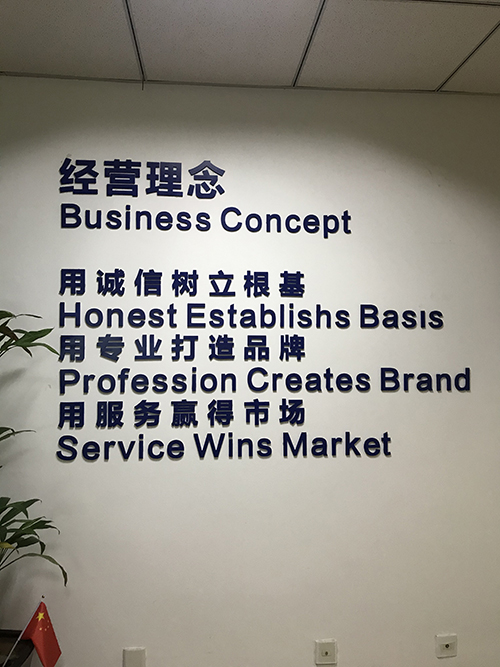 经营理念
Business Concept
用诚信树立根基
Honest Establishs Basıs
用专业打造品牌
Profession Creates Brand
用服务赢得市场
Service Wins Market